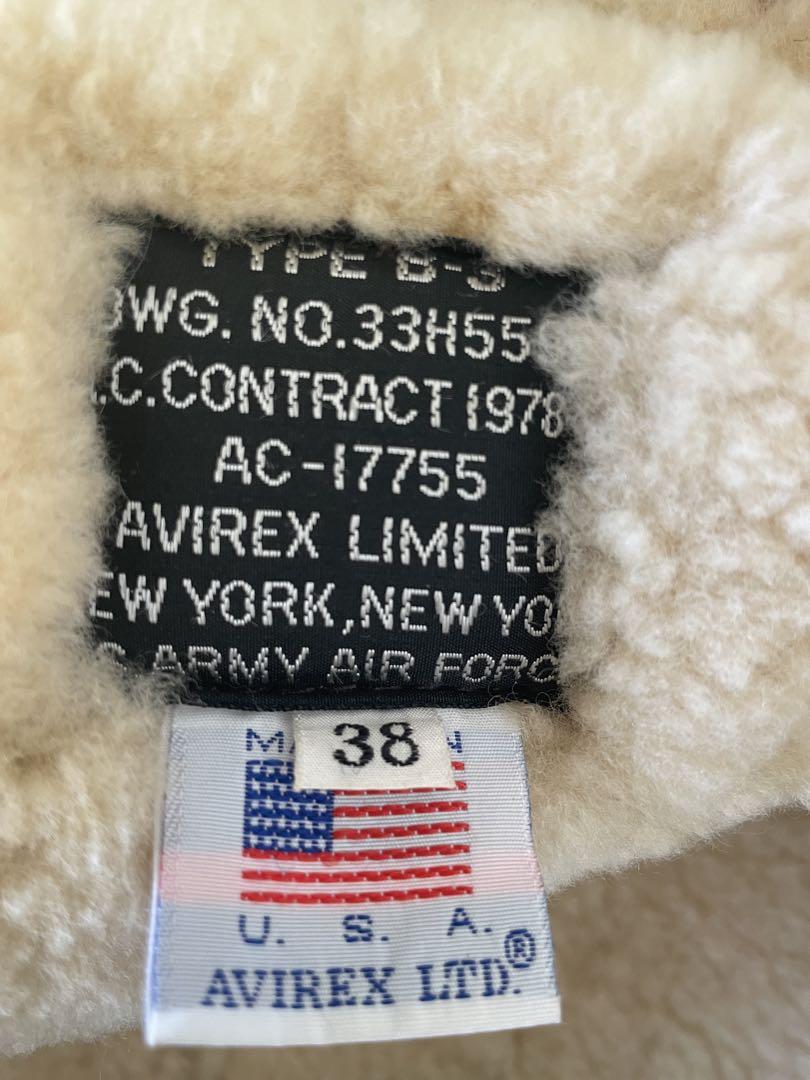 TYPE B-3
DWG. NO.33H55
.C.CONTRACT 1978
AC-17755
AVIREX LIMITED
EW YORK,NEW YO
ARMY AIR FORC
38
U. S. A.
AVIREX LTD.®